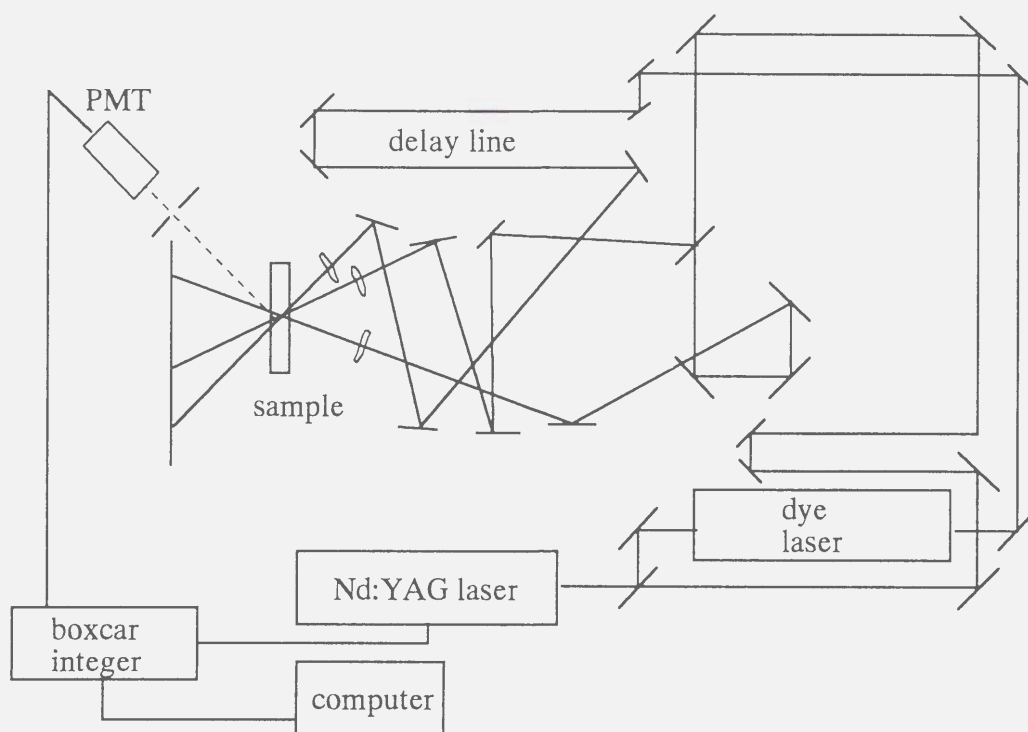 PMT
delay line
sample
dye
laser
Nd:YAG laser
boxcar
integer
computer